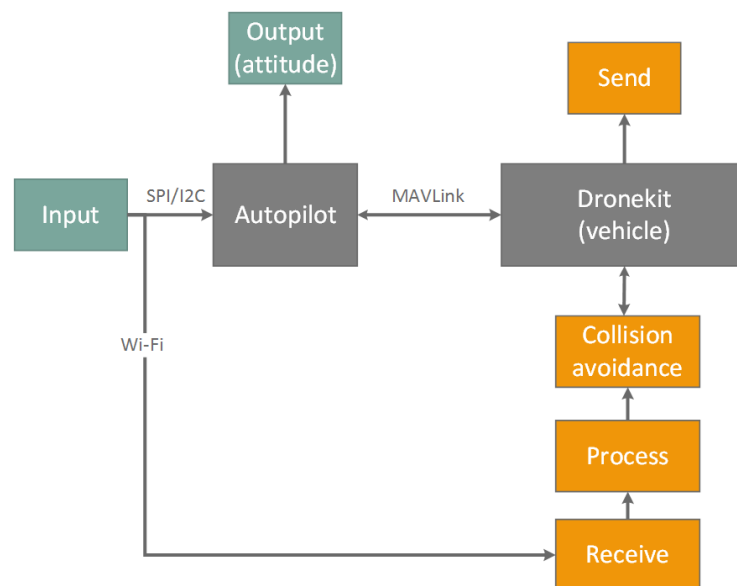 Output
(attitude)
Send
Input
SPI/I2C
Autopilot
MAVLink
Dronekit
(vehicle)
Wi-Fi
Collision
avoidance
Process
Receive